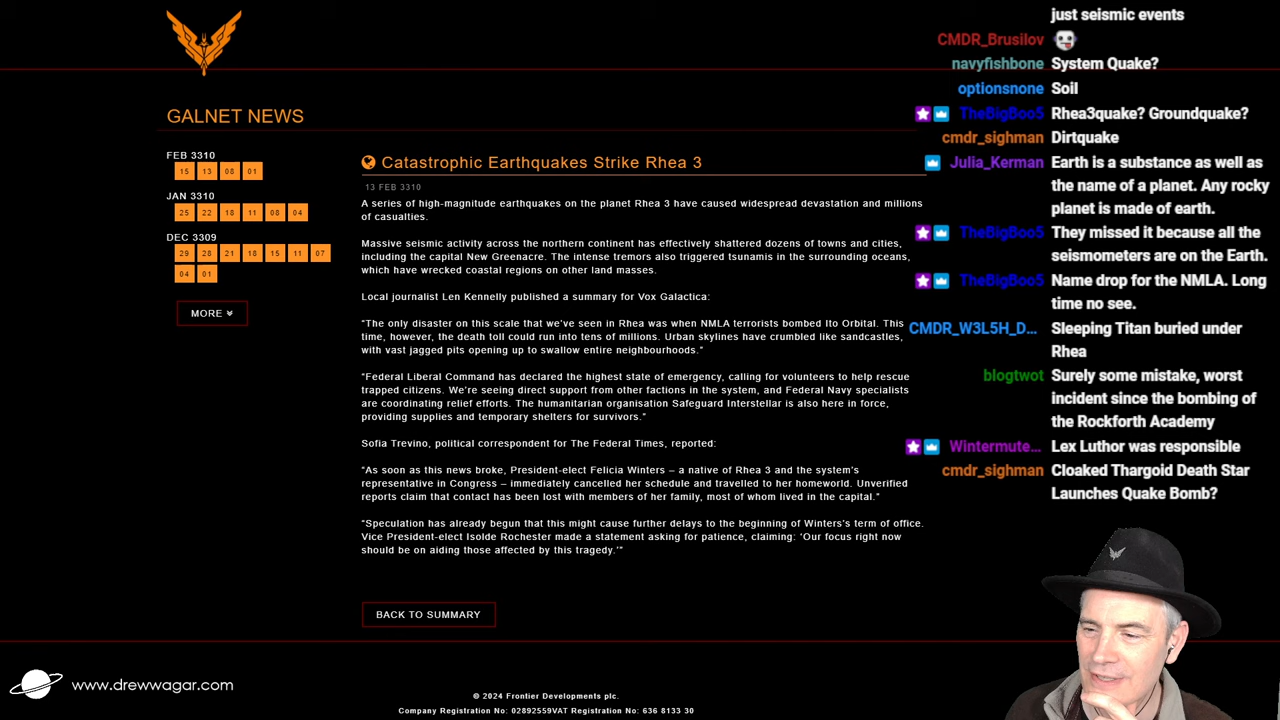 GALNET NEWS
FEB 3310
15 13 08 01
JAN 3310
25 22 18 11 08 04
DEC 3309
29 28 21 18 15 11 07
04 01
MORE
Catastrophic Earthquakes Strike Rhea 3
13 FEB 3310
A series of high-magnitude earthquakes on the planet Rhea 3 have caused widespread devastation and millions
of casualties.
Massive seismic activity across the northern continent has effectively shattered dozens of towns and cities,
including the capital New Greenacre. The intense tremors also triggered tsunamis in the surrounding oceans,
which have wrecked coastal regions on other land masses.
Local journalist Len Kennelly published a summary for Vox Galactica:
“The only disaster on this scale that we’ve seen in Rhea was when NMLA terrorists bombed Ito Orbital. This
time, however, the death toll could run into tens of millions. Urban skylines have crumbled like sandcastles,
with vast jagged pits opening up to swallow entire neighbourhoods.”
“Federal Liberal Command has declared the highest state of emergency, calling for volunteers to help rescue
trapped citizens. We’re seeing direct support from other factions in the system, and Federal Navy specialists
are coordinating relief efforts. The humanitarian organisation Safeguard Interstellar is also here in force,
providing supplies and temporary shelters for survivors.”
Sofia Trevino, political correspondent for The Federal Times, reported:
“As soon as this news broke, President-elect Felicia Winters – a native of Rhea 3 and the system’s
representative in Congress – immediately cancelled her schedule and travelled to her homeworld. Unverified
reports claim that contact has been lost with members of her family, most of whom lived in the capital.”
“Speculation has already begun that this might cause further delays to the beginning of Winters’s term of office.
Vice President-elect Isolde Rochester made a statement asking for patience, claiming: ‘Our focus right now
should be on aiding those affected by this tragedy.’”
BACK TO SUMMARY
www.drewwagar.com
© 2024 Frontier Developments plc.
Company Registration No: 02892559VAT Registration No: 636 8133 30
just seismic events
CMDR_Brusilov
navyfishbone System Quake?
optionsnone Soil
TheBigBoo5 Rhea3quake? Groundquake?
cmdr_sighman Dirtquake
Julia_Kerman Earth is a substance as well as
the name of a planet. Any rocky
planet is made of earth.
TheBigBoo5 They missed it because all the
seismometers are on the Earth.
TheBigBoo5 Name drop for the NMLA. Long
time no see.
CMDR_W3L5H_D... Sleeping Titan buried under
Rhea
blogtwot Surely some mistake, worst
incident since the bombing of
the Rockforth Academy
Wintermute... Lex Luthor was responsible
cmdr_sighman Cloaked Thargoid Death Star
Launches Quake Bomb?